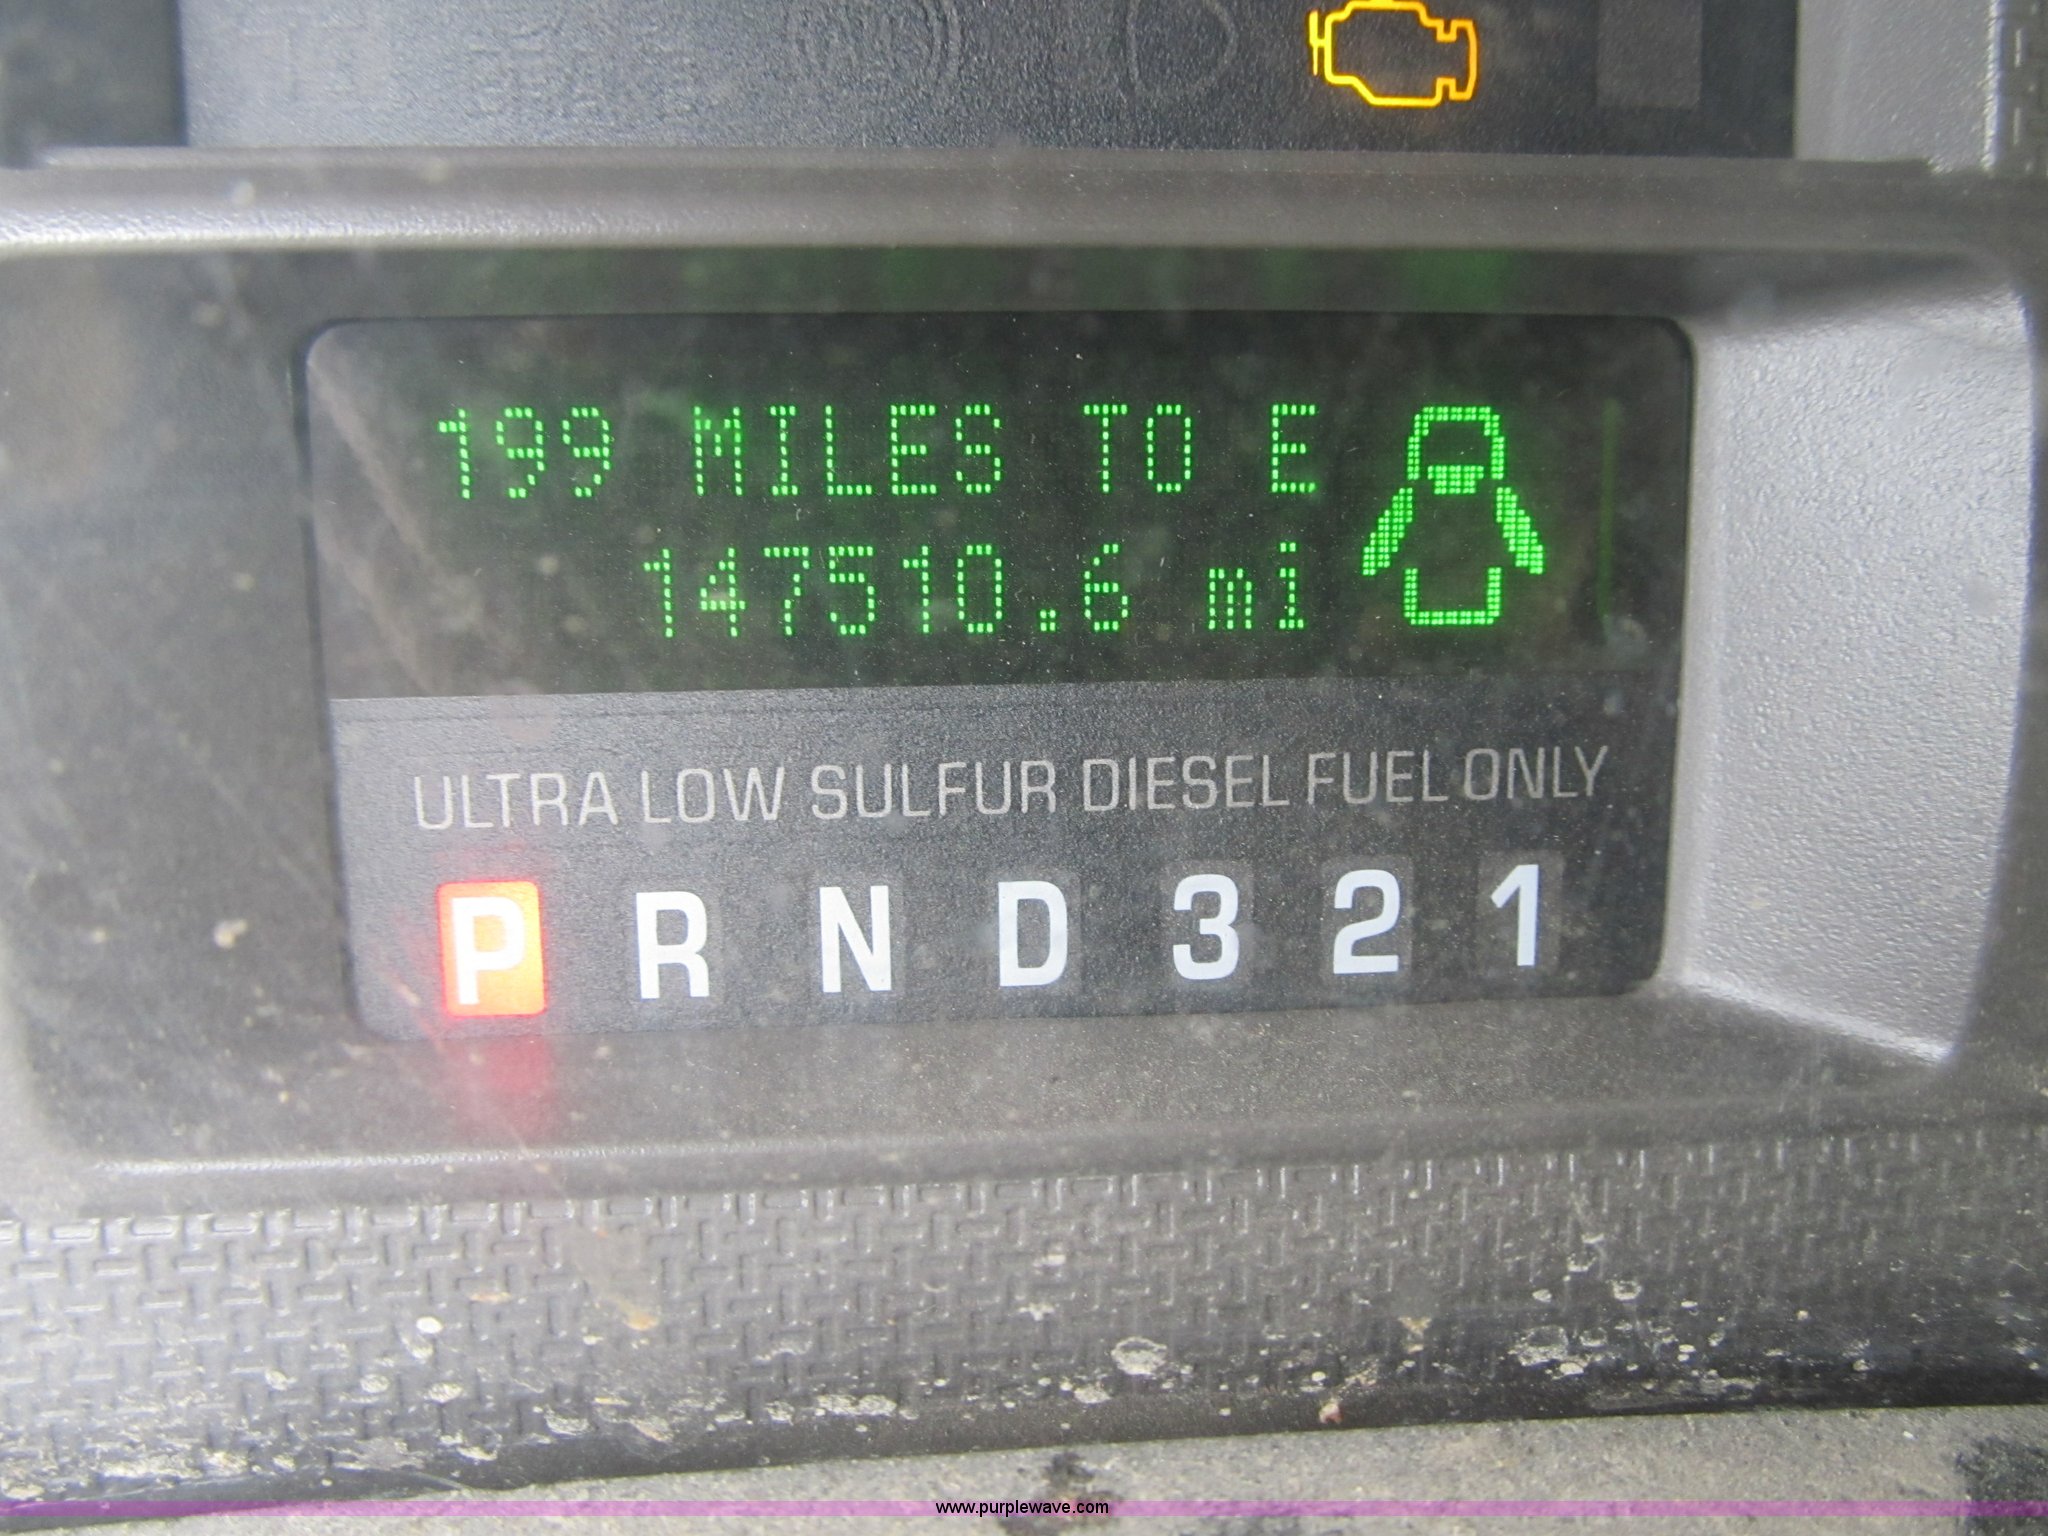 199 MILES TO E
147510.6 mi
ULTRA LOW SULFUR DIESEL FUEL ONLY
P R N D 3 2 1
www.purplewave.com